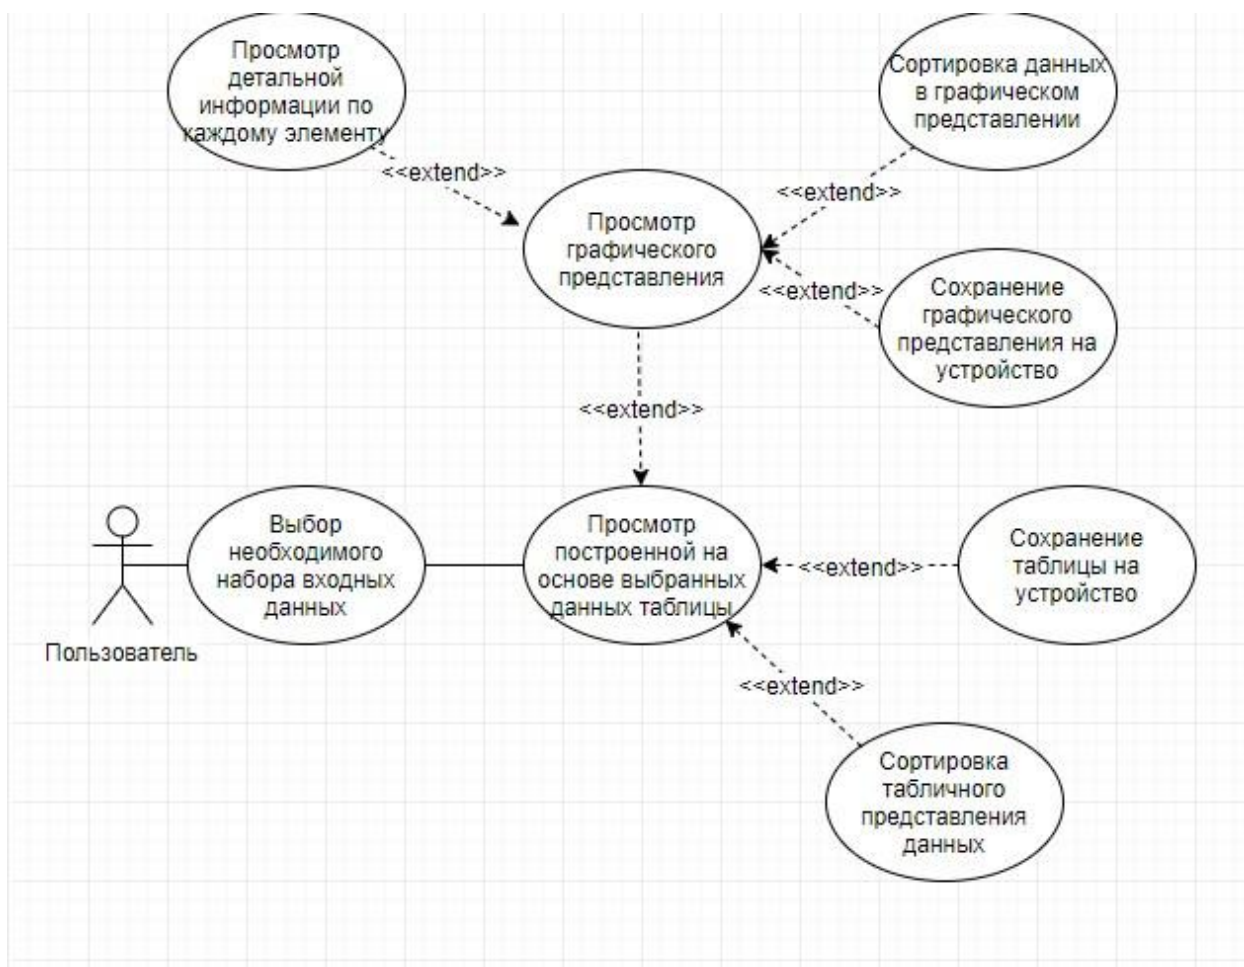 Просмотр
детальной
информации по
каждому элементу
Сортировка данных
в графическом
представлении
<<extend>>
<<extend>>
Просмотр
графического
представления
<<extend>>
Сохранение
графического
представления на
устройство
<<extend>>
Пользователь
Выбор
необходимого
набора входных
данных
Просмотр
построенной на
основе выбранных
данных таблицы
<<extend>>
Сохранение
таблицы на
устройство
<<extend>>
Сортировка
табличного
представления
данных